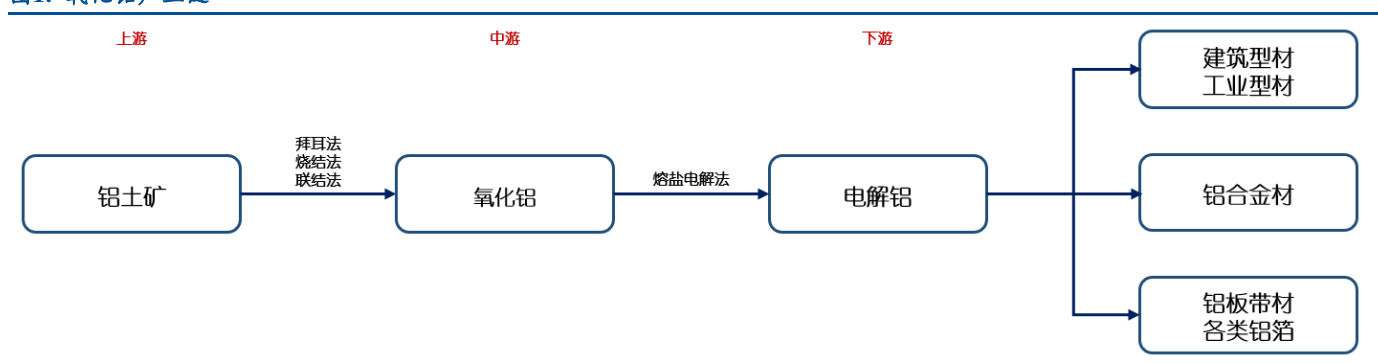 上游
中游
下游
铝土矿
拜耳法
烧结法
联结法
氧化铝
熔盐电解法
电解铝
建筑型材
工业型材
铝合金材
铝板带材
各类铝箔